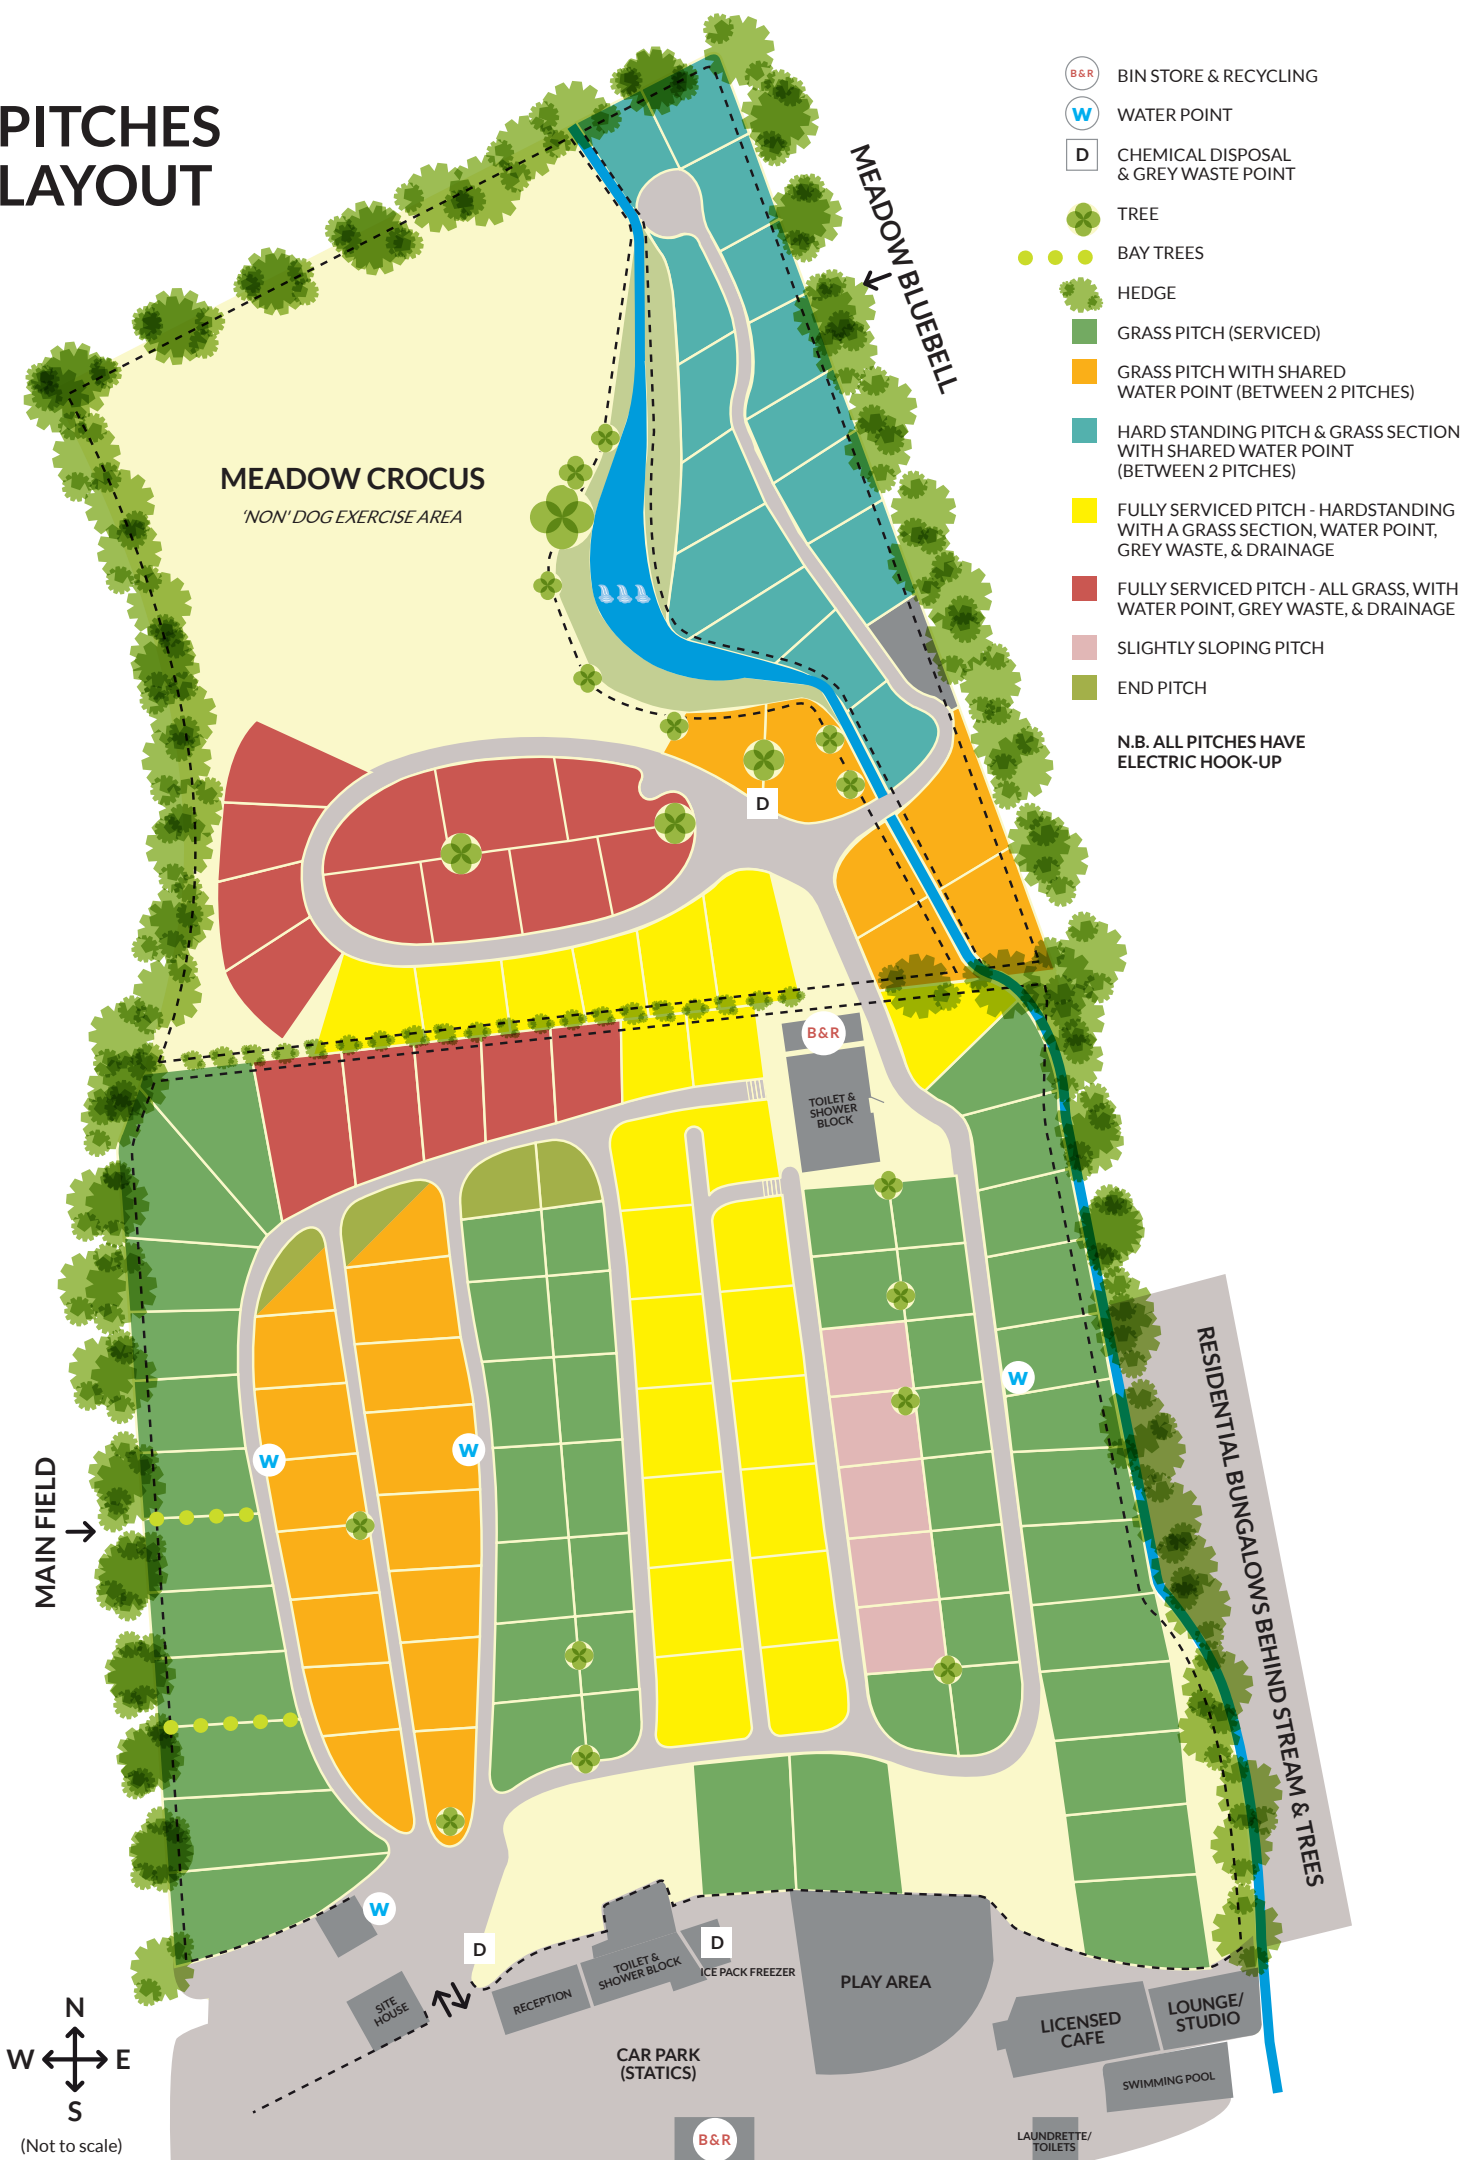 PITCHES
LAYOUT
B&R
BIN STORE & RECYCLING
W
WATER POINT
D
CHEMICAL DISPOSAL
& GREY WASTE POINT
TREE
BAY TREES
HEDGE
GRASS PITCH (SERVICED)
GRASS PITCH WITH SHARED
WATER POINT (BETWEEN 2 PITCHES)
HARD STANDING PITCH & GRASS SECTION
WITH SHARED WATER POINT
(BETWEEN 2 PITCHES)
FULLY SERVICED PITCH - HARDSTANDING
WITH A GRASS SECTION, WATER POINT,
GREY WASTE, & DRAINAGE
FULLY SERVICED PITCH - ALL GRASS, WITH
WATER POINT, GREY WASTE, & DRAINAGE
SLIGHTLY SLOPING PITCH
END PITCH
N.B. ALL PITCHES HAVE
ELECTRIC HOOK-UP
MEADOW BLUEBELL
MEADOW CROCUS
'NON' DOG EXERCISE AREA
D
B&R
TOILET &
SHOWER
BLOCK
W
W
W
MAIN FIELD
RESIDENTIAL BUNGALOWS BEHIND STREAM & TREES
W
D
D
TOILET &
SHOWER BLOCK
ICE PACK FREEZER
RECEPTION
SITE
HOUSE
PLAY AREA
LICENSED
CAFE
LOUNGE/
STUDIO
SWIMMING POOL
CAR PARK
(STATICS)
B&R
LAUNDRETTE/
TOILETS
N
W E
S
(Not to scale)